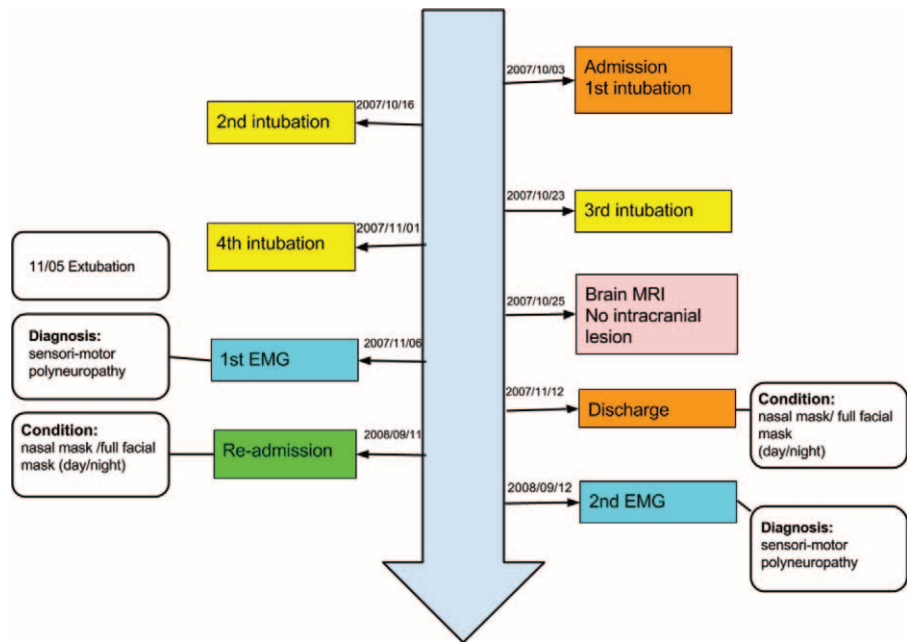 2007/10/03
Admission
1st intubation
2007/10/16
2nd intubation
2007/10/23
3rd intubation
2007/11/01
4th intubation
11/05 Extubation
2007/10/25
Brain MRI
No intracranial
lesion
Diagnosis:
sensori-motor
polyneuropathy
2007/11/06
1st EMG
2007/11/12
Discharge
Condition:
nasal mask/ full facial
mask
(day/night)
Condition:
nasal mask /full facial
mask (day/night)
2008/09/11
Re-admission
2008/09/12
2nd EMG
Diagnosis:
sensori-motor
polyneuropathy